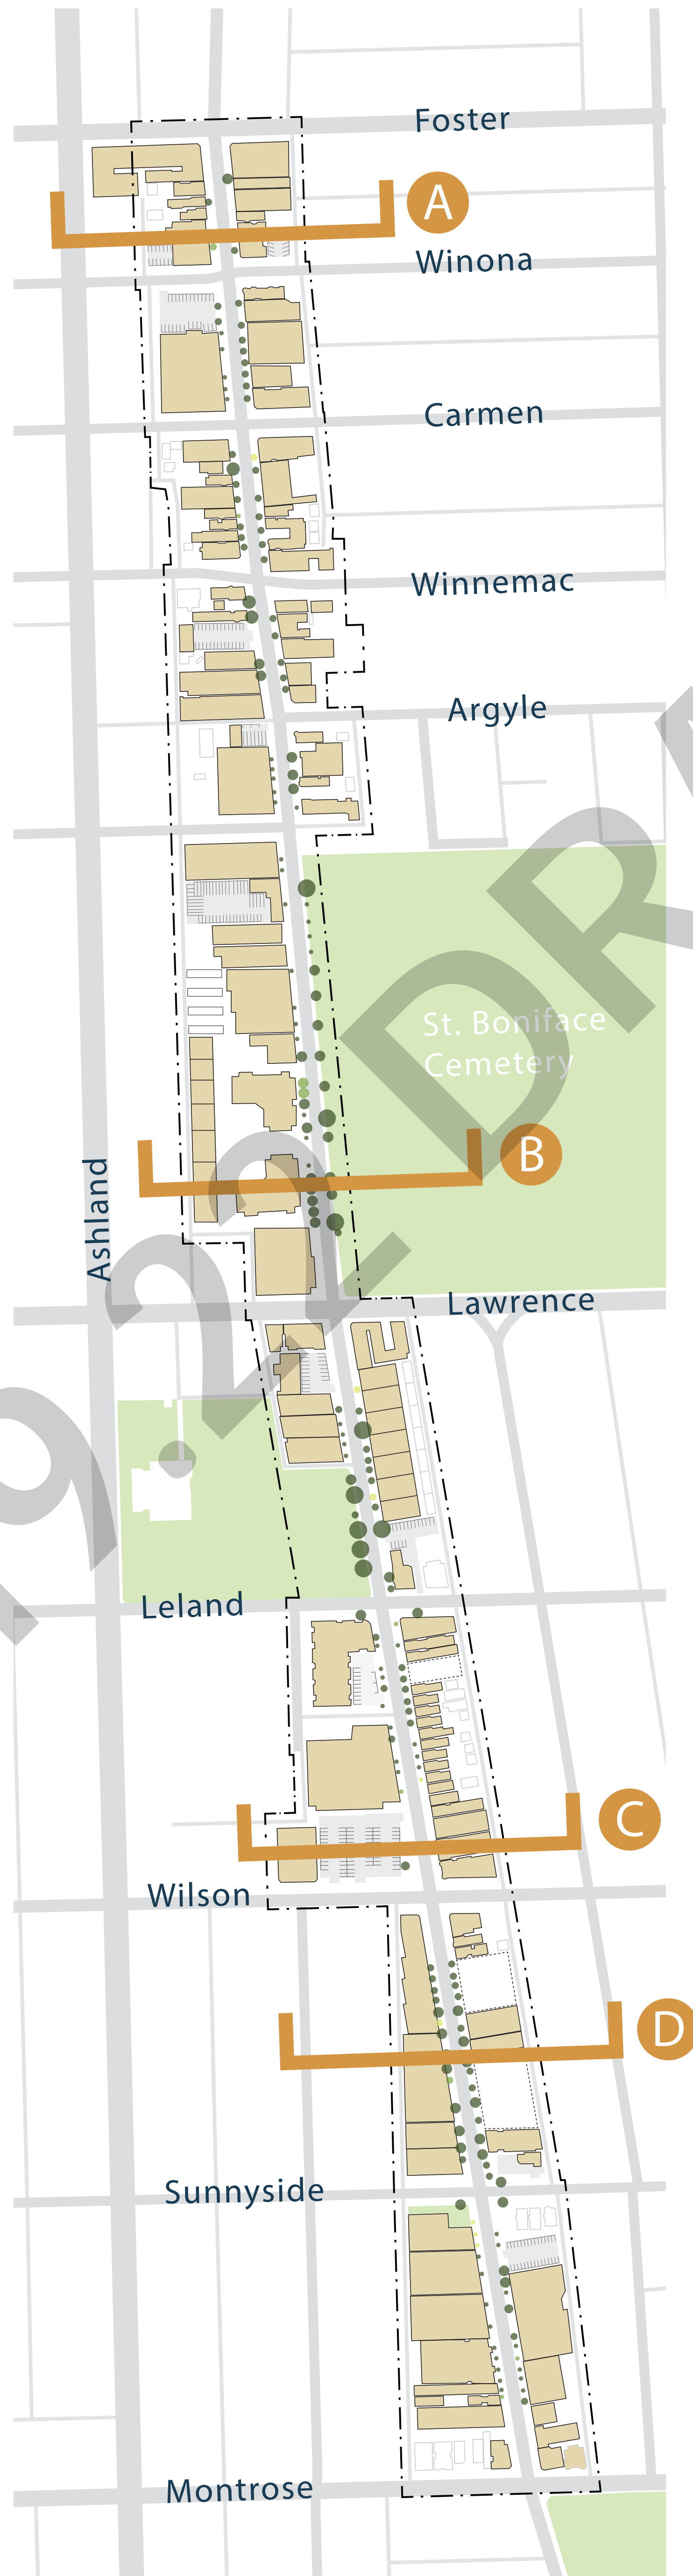 Foster
A
Winona
Carmen
Winnemac
Argyle
St. Boniface
Cemetery
B
Ashland
Lawrence
Leland
C
Wilson
D
Sunnyside
Montrose